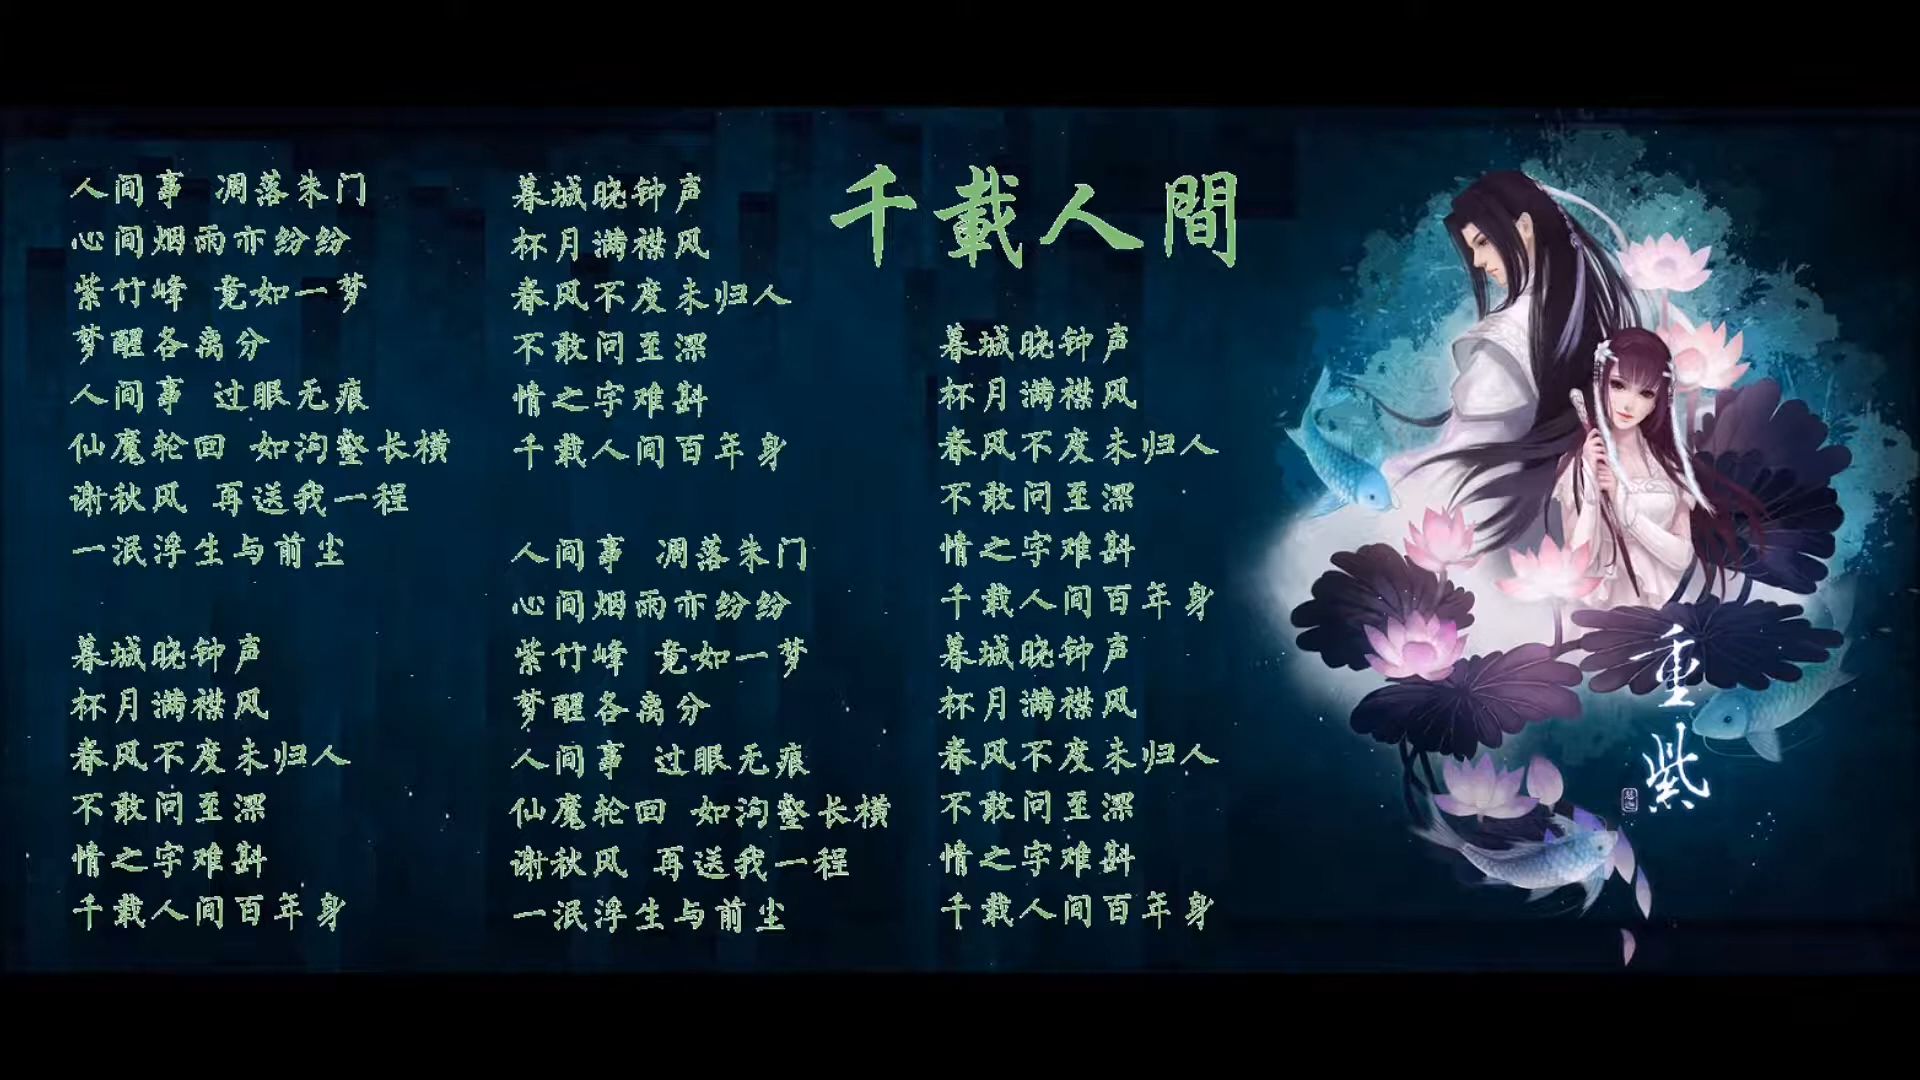 千載人間
人间事 凋落朱门
心间烟雨亦纷纷
紫竹峰 竟如一梦
梦醒各离分
人间事 过眼无痕
仙魔轮回 如沟壑长横
谢秋风 再送我一程
一泯浮生与前尘
暮城晓钟声
杯月满襟风
春风不度未归人
不敢问至深
情之字难斟
千载人间百年身
暮城晓钟声
杯月满襟风
春风不度未归人
不敢问至深
情之字难斟
千载人间百年身
人间事 凋落朱门
心间烟雨亦纷纷
紫竹峰 竟如一梦
梦醒各离分
人间事 过眼无痕
仙魔轮回 如沟壑长横
谢秋风 再送我一程
一泯浮生与前尘
暮城晓钟声
杯月满襟风
春风不度未归人
不敢问至深
情之字难斟
千载人间百年身
暮城晓钟声
杯月满襟风
春风不度未归人
不敢问至深
情之字难斟
千载人间百年身
重紫